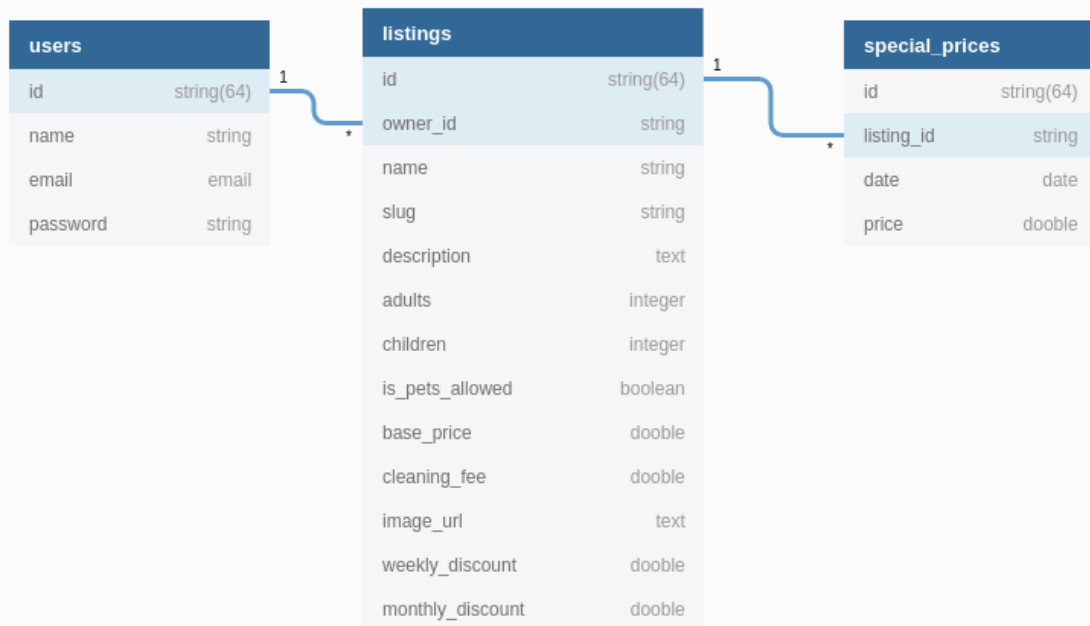 users
id string(64)
name string
email email
password string
1
*
listings
id string(64)
owner_id string
name string
slug string
description text
adults integer
children integer
is_pets_allowed boolean
base_price dooble
cleaning_fee dooble
image_url text
weekly_discount dooble
monthly_discount dooble
1
*
special_prices
id string(64)
listing_id string
date date
price dooble